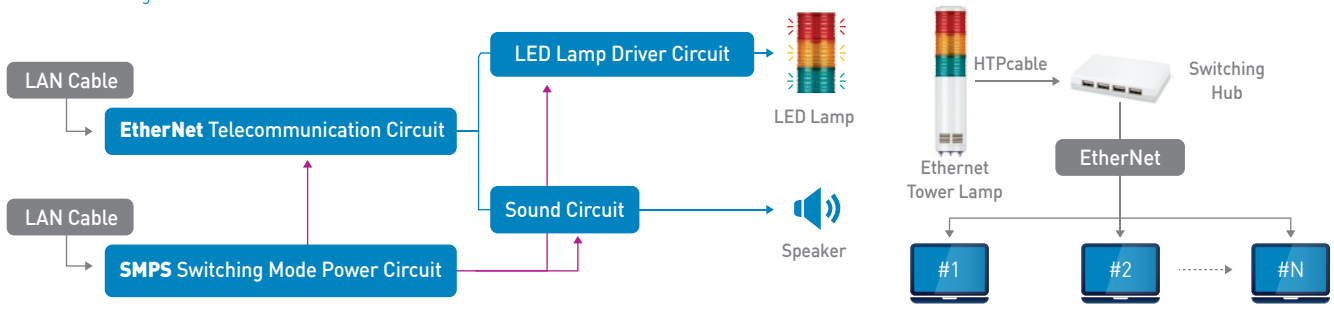 LAN Cable
EtherNet Telecommunication Circuit
LAN Cable
SMPS Switching Mode Power Circuit
LED Lamp Driver Circuit
Sound Circuit
LED Lamp
Speaker
HTPcable
Switching
Hub
Ethernet
Tower Lamp
EtherNet
#1
#2
#N